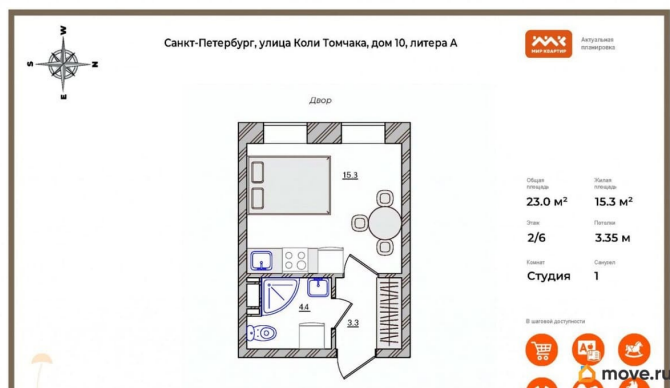 Санкт-Петербург, улица Коли Томчака, дом 10, литера А
МИР КВАРТИР
Актуальная
планировка
W
S
N
E
Двор
15.3
4.4
3.3
Общая площадь
Жилая площадь
23.0 м²
15.3 м²
Этаж
Потолки
2/6
3.35 м
Комнат
Санузел
Студия
1
В шаговой доступности
move.ru